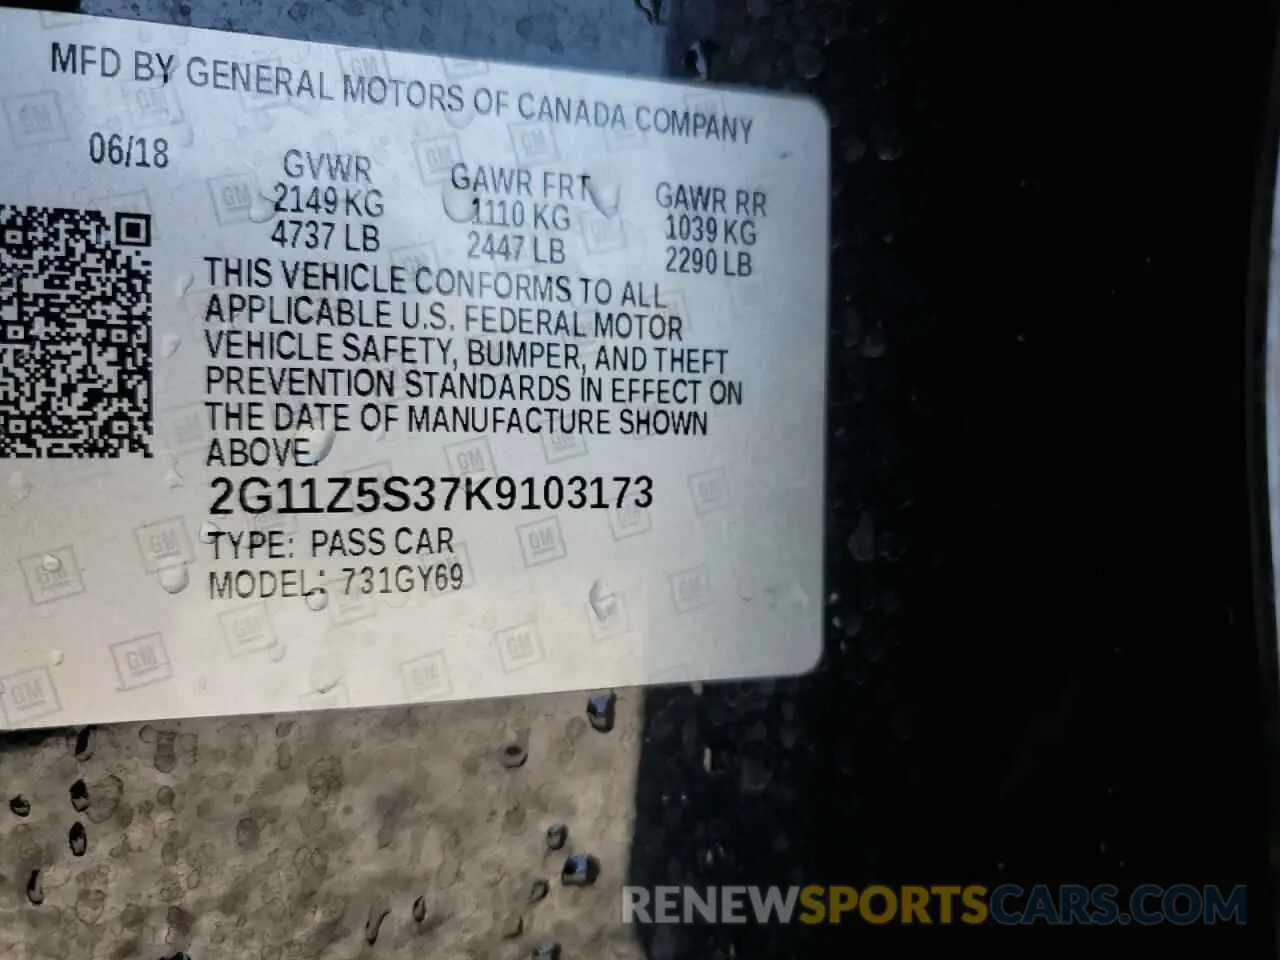 MFD BY GENERAL MOTORS OF CANADA COMPANY
06/18
GVWR
2149 KG
4737 LB
GAWR FRT
1110 KG
2447 LB
GAWR RR
1039 KG
2290 LB
THIS VEHICLE CONFORMS TO ALL
APPLICABLE U.S. FEDERAL MOTOR
VEHICLE SAFETY, BUMPER, AND THEFT
PREVENTION STANDARDS IN EFFECT ON
THE DATE OF MANUFACTURE SHOWN
ABOVE.
2G11Z5S37K9103173
TYPE: PASS CAR
MODEL: 731GY69
RENEWSPORTSCARS.COM